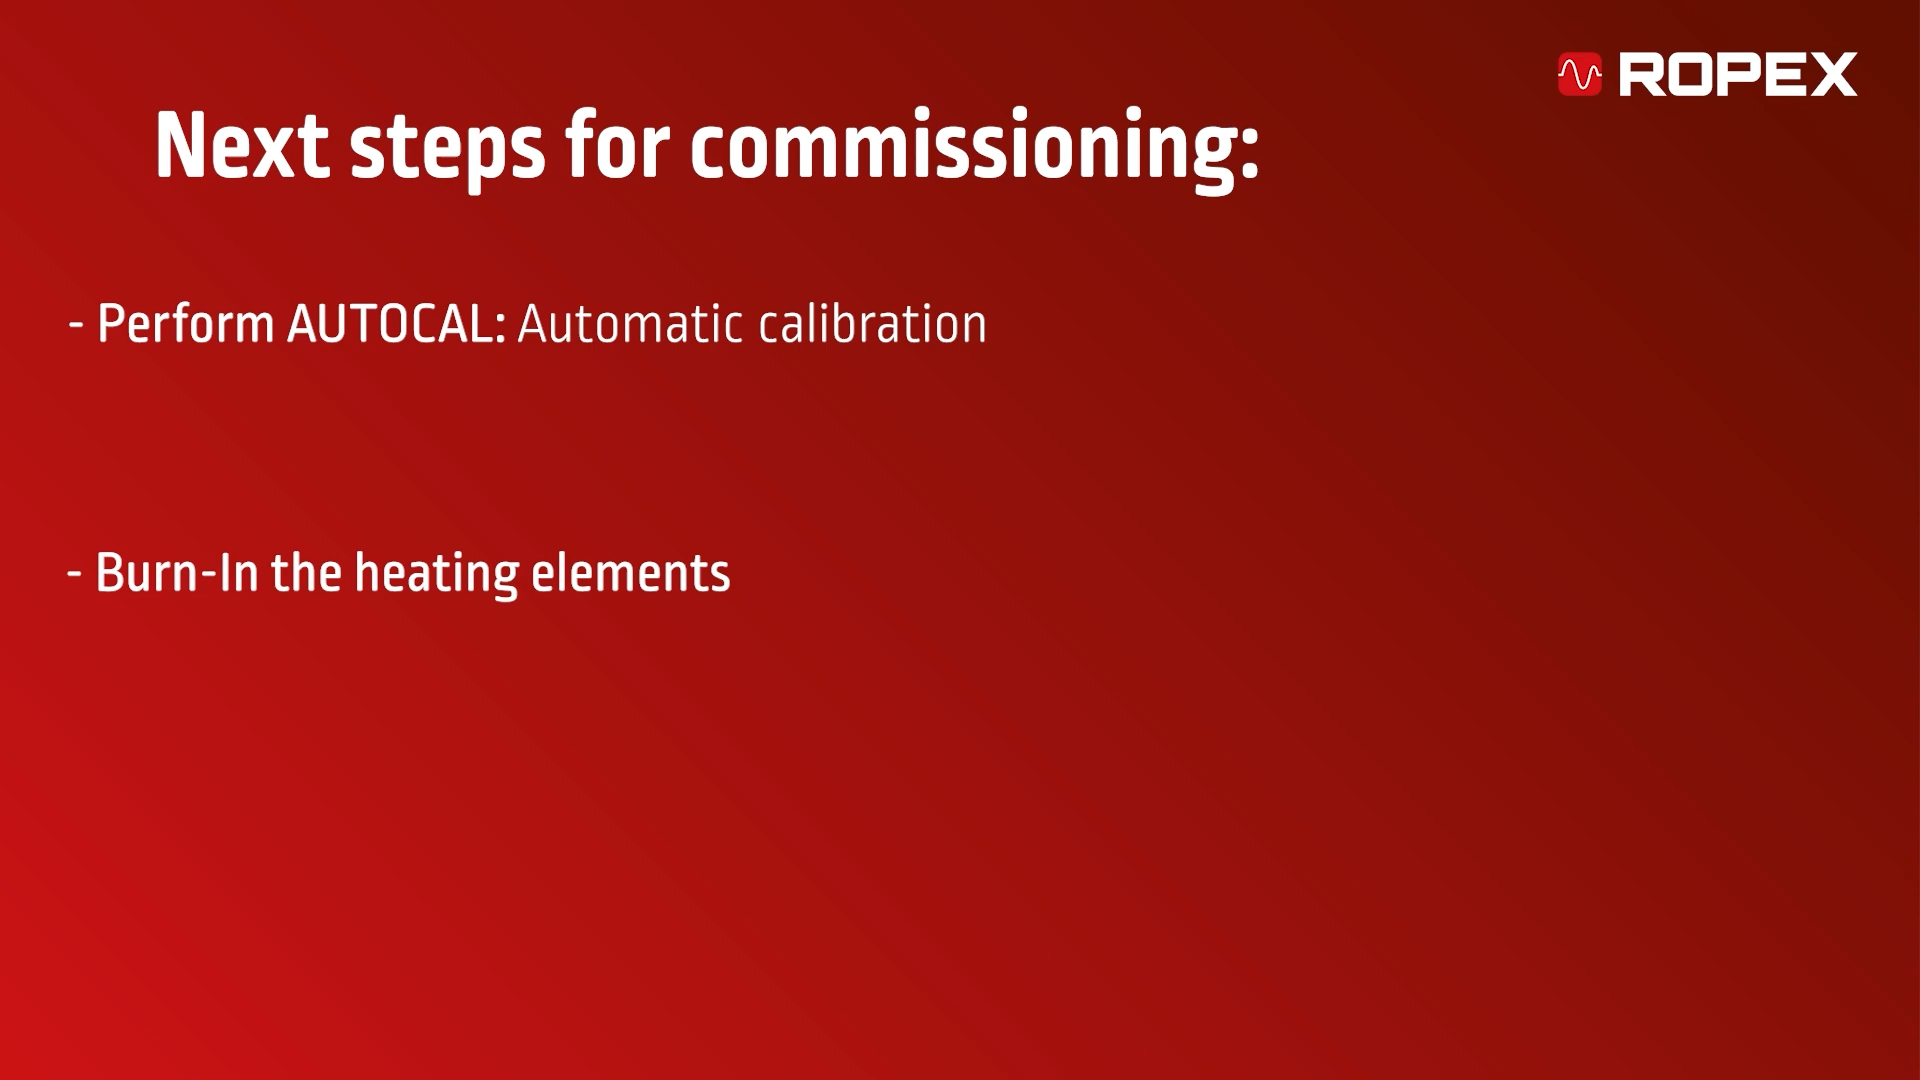 ROPEX
Next steps for commissioning:
- Perform AUTOCAL: Automatic calibration
- Burn-In the heating elements